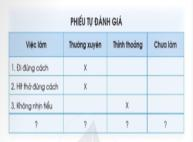 PHIẾU TỰ ĐÁNH GIÁ
Việc làm Thường xuyên Thỉnh thoảng Chưa làm
1. Đi đúng cách X
2. Hít thở đúng cách X
3. Không nhịn tiểu X
? ? ? ?